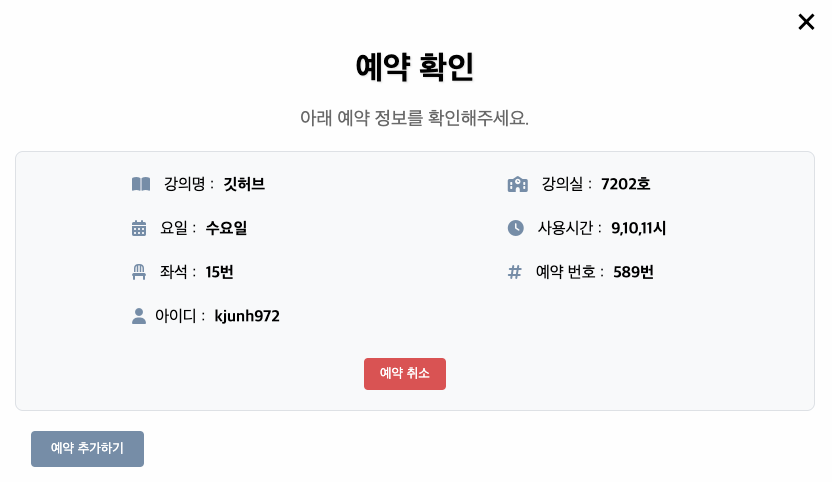 예약 확인
아래 예약 정보를 확인해주세요.
강의명 : 깃허브
강의실 : 7202호
요일 : 수요일
사용시간 : 9,10,11시
좌석 : 15번
예약 번호 : 589번
아이디 : kjunh972
예약 취소
예약 추가하기